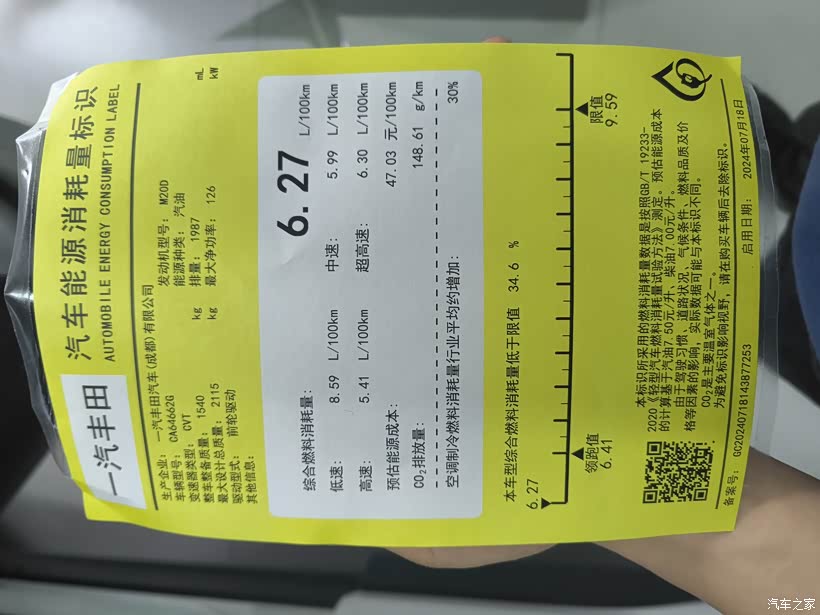 一汽丰田
汽车能源消耗量标识
AUTOMOBILE ENERGY CONSUMPTION LABEL
生产企业： 一汽丰田汽车(成都)有限公司
车辆型号： CA64662G 发动机型号： M20D
变速器类型： CVT 能源种类： 汽油
整车整备质量： 1540 kg 排量： 1987 mL
最大设计总质量： 2115 kg 最大净功率： 126 kW
驱动型式： 前轮驱动
其他信息：
综合燃料消耗量： 6.27 L/100km
低速： 8.59 L/100km 中速： 5.99 L/100km
高速： 5.41 L/100km 超高速： 6.30 L/100km
预估能源成本： 47.03 元/100km
CO₂排放量： 148.61 g/km
空调制冷燃料消耗量行业平均约增加： 30%
本车型综合燃料消耗量低于限值 34.6 %
6.27
领跑值
6.41
限值
9.59
本标识所采用的燃料消耗量数据是按照GB/T 19233-
2020《轻型汽车燃料消耗量试验方法》测定。预估能源成本
的计算基于汽油7.50元/升、柴油7.00元/升。
由于驾驶习惯、道路状况、气候条件、燃料品质及价
格等因素的影响，实际数据可能与本标识不同。
CO₂是主要温室气体之一。
为避免标识影响视野，请在购买车辆后去除标识。
备案号： GC20240718143877253 启用日期： 2024年07月18日
汽车之家